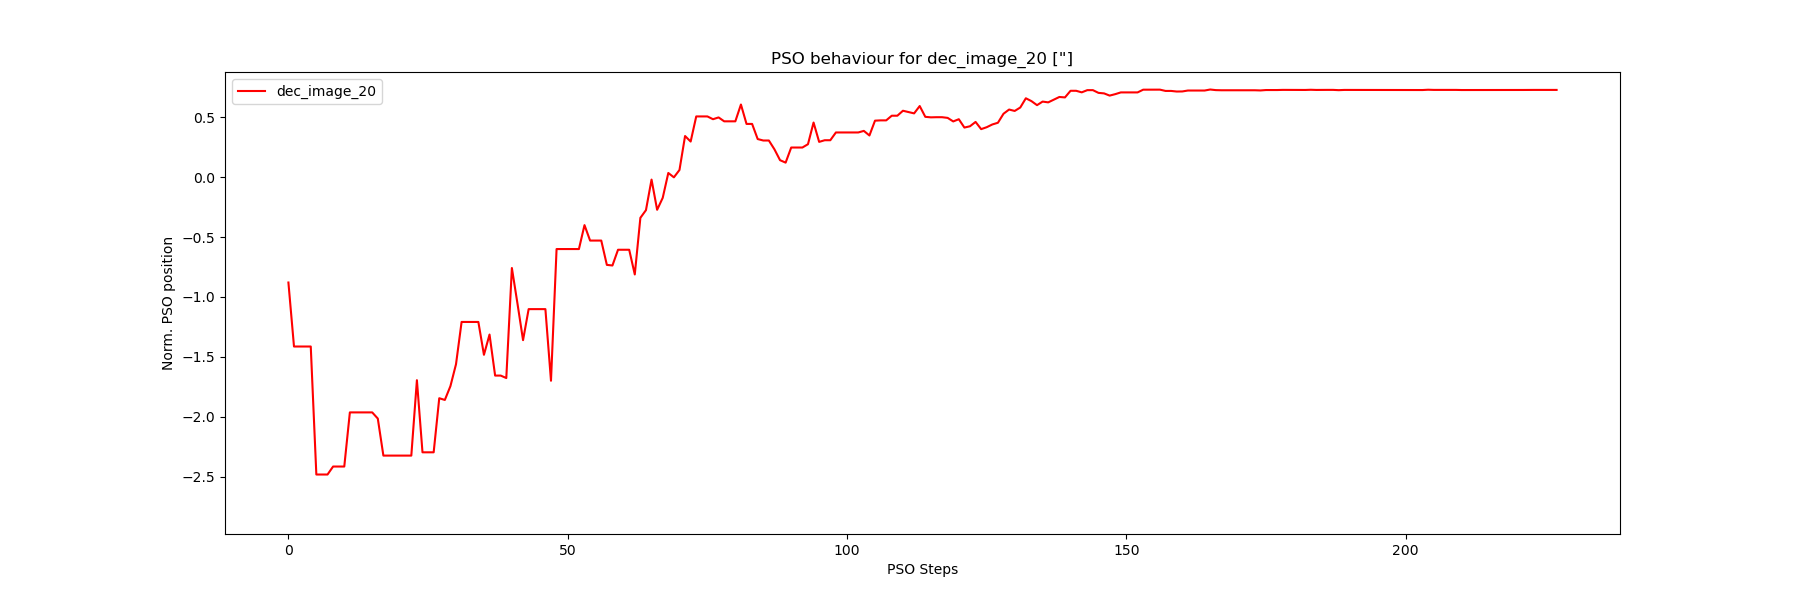 PSO behaviour for dec_image_20 ["]
dec_image_20
Norm. PSO position
0.5
0.0
−0.5
−1.0
−1.5
−2.0
−2.5
0 50 100 150 200
PSO Steps